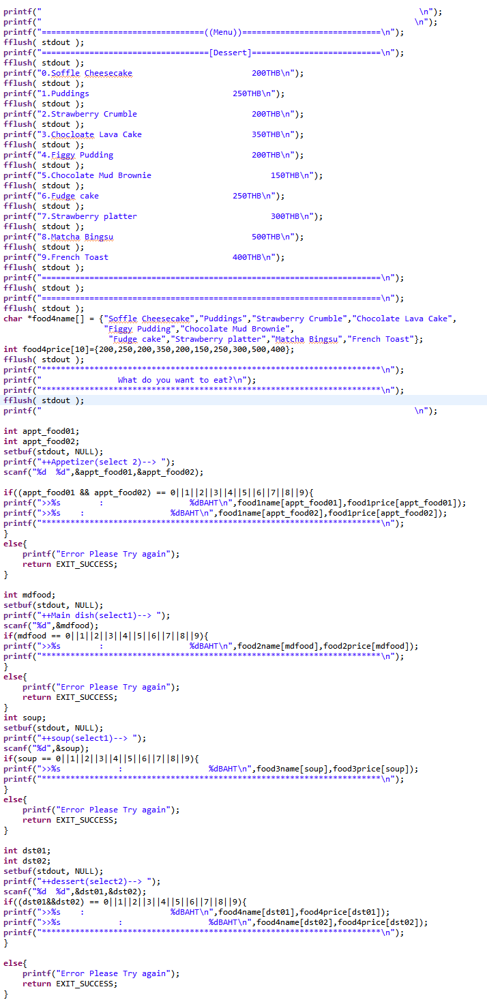 printf("                                                                               \n");
printf("                                                                              \n");
printf("==================================((Menu))=============================\n");
fflush( stdout );
printf("===================================[Dessert]===========================\n");
fflush( stdout );
printf("0.Soffle Cheesecake                         200THB\n");
fflush( stdout );
printf("1.Puddings                              250THB\n");
fflush( stdout );
printf("2.Strawberry Crumble                        200THB\n");
fflush( stdout );
printf("3.Chocloate Lava Cake                       350THB\n");
fflush( stdout );
printf("4.Figgy Pudding                             200THB\n");
fflush( stdout );
printf("5.Chocolate Mud Brownie                         150THB\n");
fflush( stdout );
printf("6.Fudge cake                            250THB\n");
fflush( stdout );
printf("7.Strawberry platter                            300THB\n");
fflush( stdout );
printf("8.Matcha Bingsu                             500THB\n");
fflush( stdout );
printf("9.French Toast                          400THB\n");
fflush( stdout );
printf("=======================================================================\n");
fflush( stdout );
printf("=======================================================================\n");
fflush( stdout );
char *food4name[] = {"Soffle Cheesecake","Puddings","Strawberry Crumble","Chocolate Lava Cake",
                     "Figgy Pudding","Chocolate Mud Brownie",
                      "Fudge cake","Strawberry platter","Matcha Bingsu","French Toast"};
int food4price[10]={200,250,200,350,200,150,250,300,500,400};
fflush( stdout );
printf("***********************************************************************\n");
printf("                What do you want to eat?\n");
printf("***********************************************************************\n");
fflush( stdout );
printf("                                                                              \n");
int appt_food01;
int appt_food02;
setbuf(stdout, NULL);
printf("++Appetizer(select 2)--> ");
scanf("%d  %d",&appt_food01,&appt_food02);
if((appt_food01 && appt_food02) == 0||1||2||3||4||5||6||7||8||9){
printf(">>%s        :                  %dBAHT\n",food1name[appt_food01],food1price[appt_food01]);
printf(">>%s    :                  %dBAHT\n",food1name[appt_food02],food1price[appt_food02]);
printf("***********************************************************************\n");
}
else{
    printf("Error Please Try again");
    return EXIT_SUCCESS;
}
int mdfood;
setbuf(stdout, NULL);
printf("++Main dish(select1)--> ");
scanf("%d",&mdfood);
if(mdfood == 0||1||2||3||4||5||6||7||8||9){
printf(">>%s        :                  %dBAHT\n",food2name[mdfood],food2price[mdfood]);
printf("***********************************************************************\n");
}
else{
    printf("Error Please Try again");
    return EXIT_SUCCESS;
}
int soup;
setbuf(stdout, NULL);
printf("++soup(select1)--> ");
scanf("%d",&soup);
if(soup == 0||1||2||3||4||5||6||7||8||9){
printf(">>%s            :                  %dBAHT\n",food3name[soup],food3price[soup]);
printf("***********************************************************************\n");
}
else{
    printf("Error Please Try again");
    return EXIT_SUCCESS;
}
int dst01;
int dst02;
setbuf(stdout, NULL);
printf("++dessert(select2)--> ");
scanf("%d  %d",&dst01,&dst02);
if((dst01&&dst02) == 0||1||2||3||4||5||6||7||8||9){
printf(">>%s    :                  %dBAHT\n",food4name[dst01],food4price[dst01]);
printf(">>%s            :                  %dBAHT\n",food4name[dst02],food4price[dst02]);
printf("***********************************************************************\n");
}
else{
    printf("Error Please Try again");
    return EXIT_SUCCESS;
}